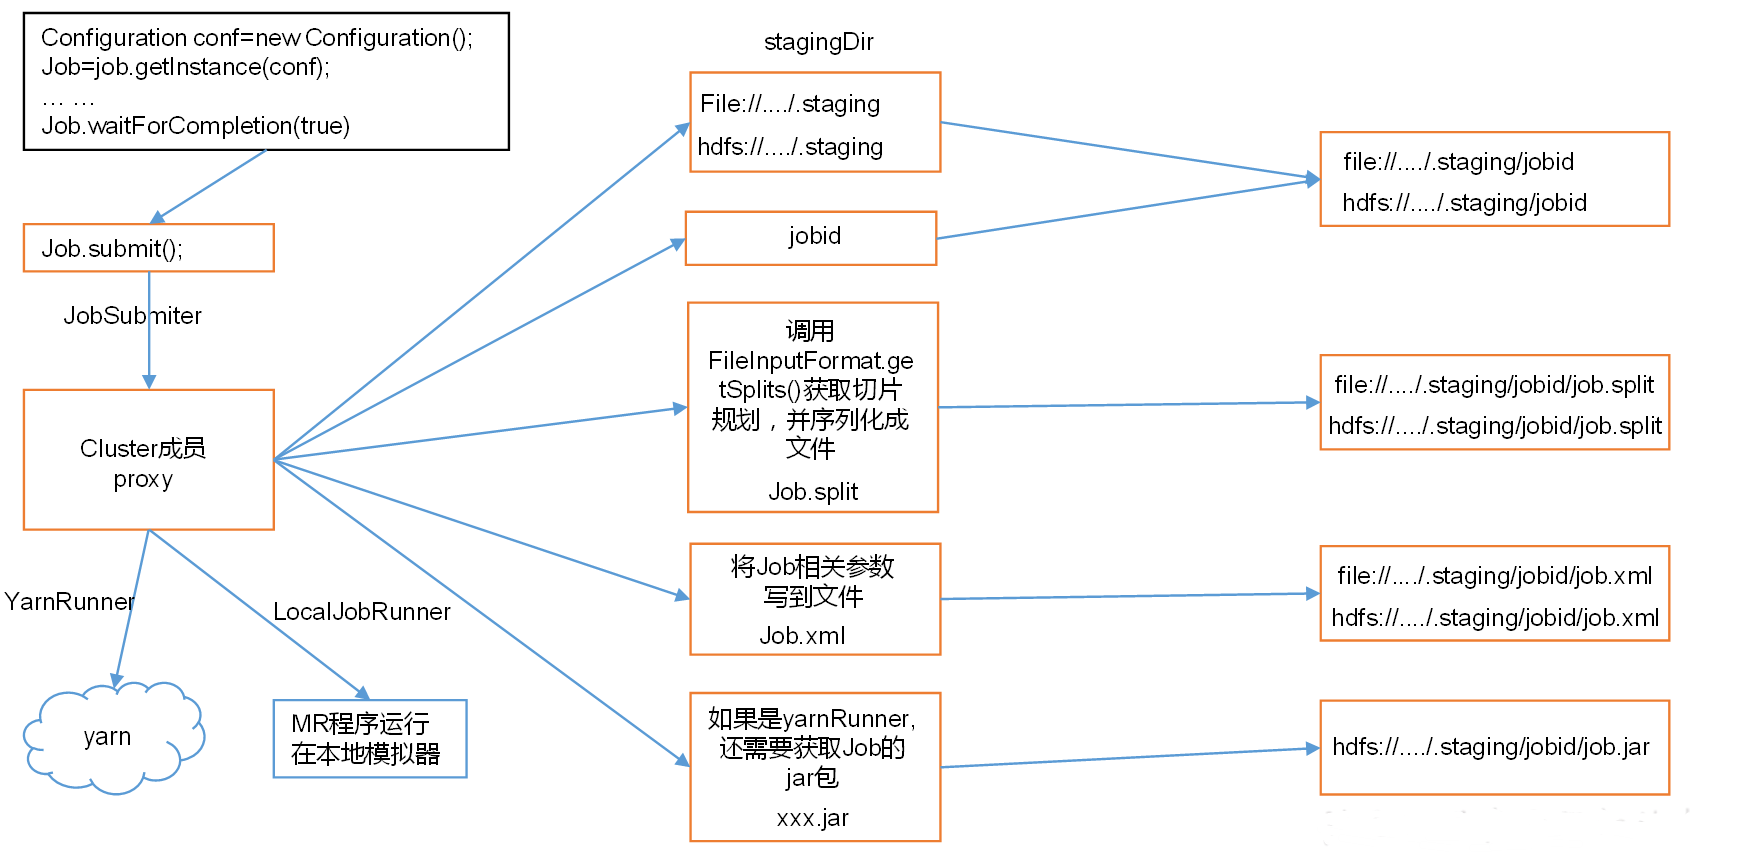 Configuration conf=new Configuration();
Job=job.getInstance(conf);
... ...
Job.waitForCompletion(true)
Job.submit();
JobSubmiter
Cluster成员
proxy
YarnRunner
LocalJobRunner
yarn
MR程序运行
在本地模拟器
stagingDir
File://..../.staging
hdfs://..../.staging
jobid
调用
FileInputFormat.ge
tSplits()获取切片
规划，并序列化成
文件
Job.split
将Job相关参数
写到文件
Job.xml
如果是yarnRunner,
还需要获取Job的
jar包
xxx.jar
file://..../.staging/jobid
hdfs://..../.staging/jobid
file://..../.staging/jobid/job.split
hdfs://..../.staging/jobid/job.split
file://..../.staging/jobid/job.xml
hdfs://..../.staging/jobid/job.xml
hdfs://..../.staging/jobid/job.jar